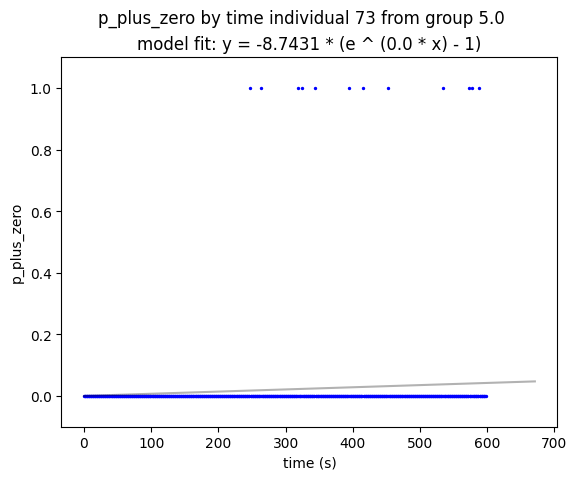 p_plus_zero by time individual 73 from group 5.0
model fit: y = -8.7431 * (e ^ (0.0 * x) - 1)
1.0
0.8
0.6
0.4
0.2
0.0
p_plus_zero
0 100 200 300 400 500 600 700
time (s)